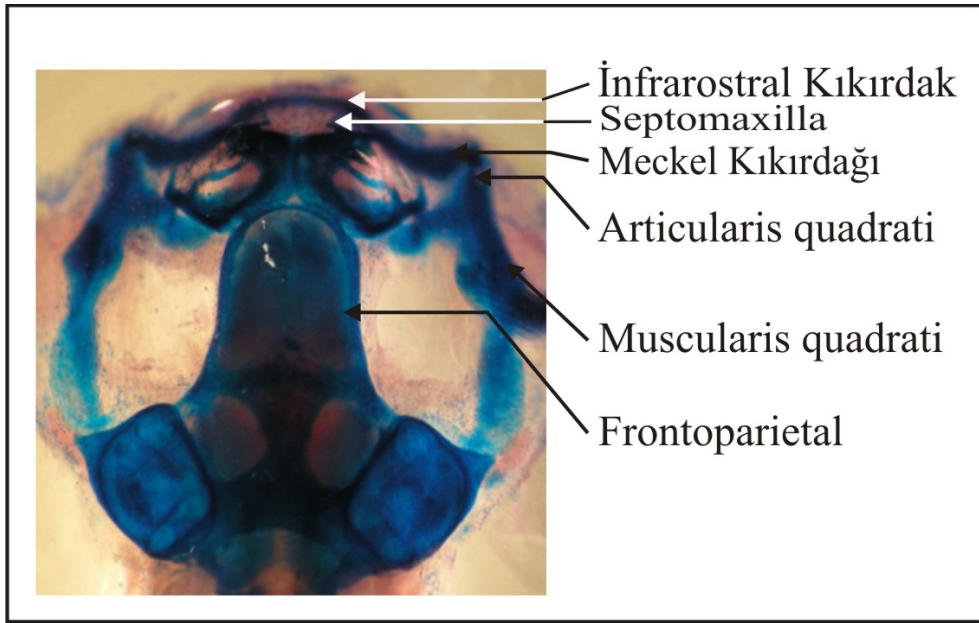 İnfrarostral Kıkırdak
Septomaxilla
Meckel Kıkırdağı
Articularis quadrati
Muscularis quadrati
Frontoparietal